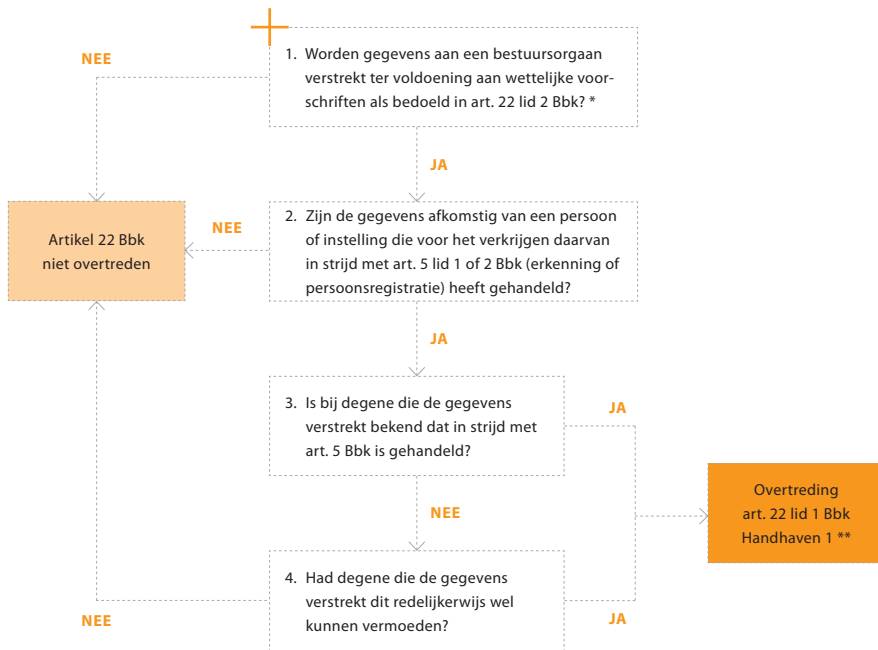 NEE
1. Worden gegevens aan een bestuursorgaan
verstrekt ter voldoening aan wettelijke voor-
schriften als bedoeld in art. 22 lid 2 Bbk? *
JA
Artikel 22 Bbk
niet overtreden
NEE
2. Zijn de gegevens afkomstig van een persoon
of instelling die voor het verkrijgen daarvan
in strijd met art. 5 lid 1 of 2 Bbk (erkenning of
persoonsregistratie) heeft gehandeld?
JA
3. Is bij degene die de gegevens
verstrekt bekend dat in strijd met
art. 5 Bbk is gehandeld?
JA
NEE
Overtreding
art. 22 lid 1 Bbk
Handhaven 1 **
4. Had degene die de gegevens
verstrekt dit redelijkerwijs wel
kunnen vermoeden?
NEE
JA